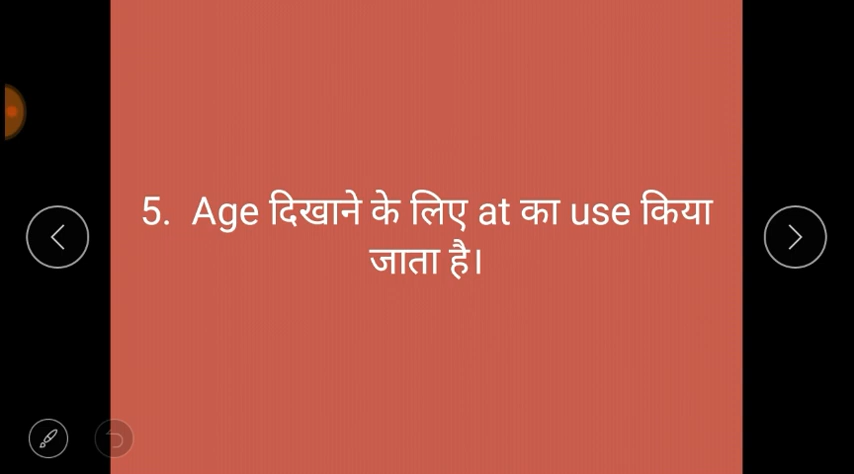 5. Age दिखाने के लिए at का use किया
जाता है।